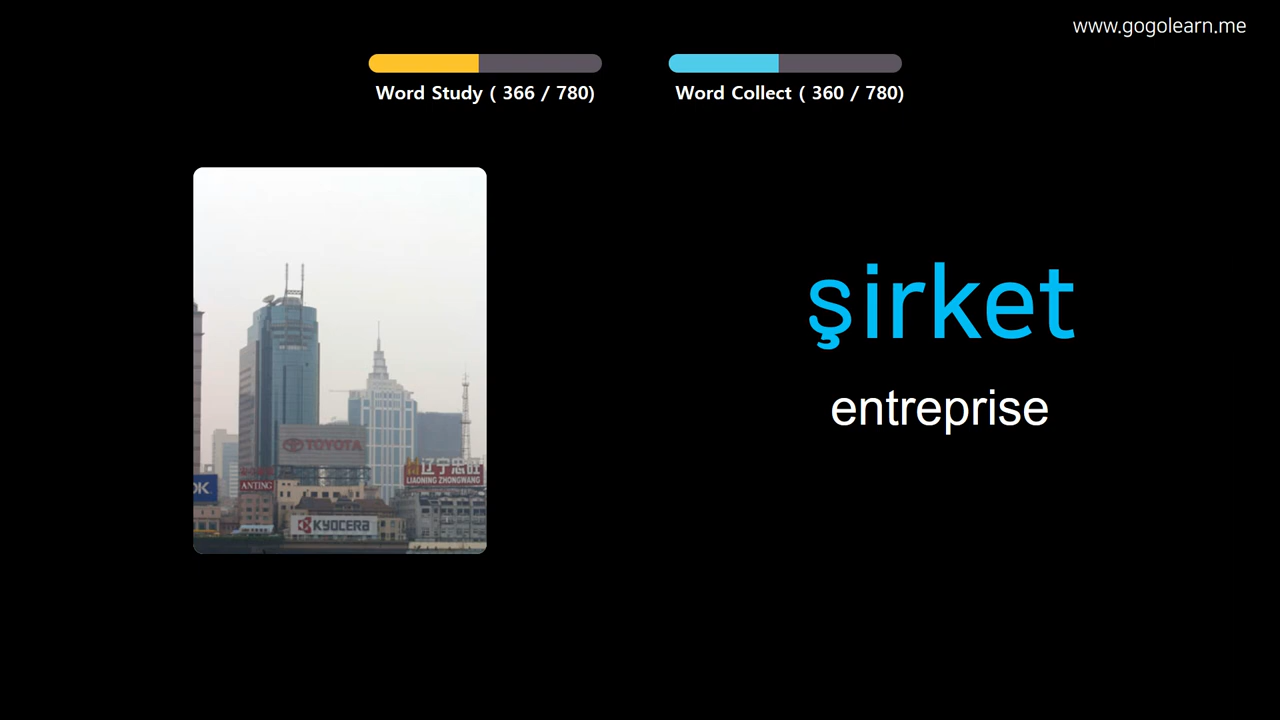 www.gogolearn.me
Word Study ( 366 / 780)
Word Collect ( 360 / 780)
şirket
entreprise
TOYOTA
辽宁忠旺
LIAONING ZHONGWANG
OK.
ANTING
KYOCERA